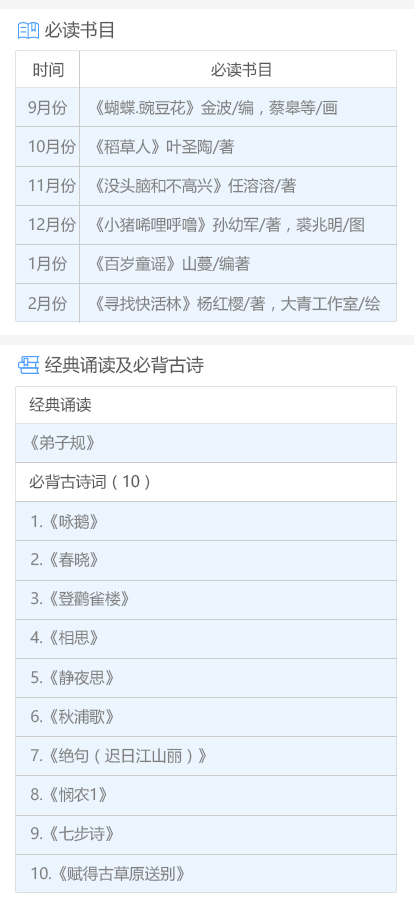 必读书目
时间 必读书目
9月份 《蝴蝶.豌豆花》金波/编，蔡皋等/画
10月份 《稻草人》叶圣陶/著
11月份 《没头脑和不高兴》任溶溶/著
12月份 《小猪唏哩呼噜》孙幼军/著，裘兆明/图
1月份 《百岁童谣》山蔓/编著
2月份 《寻找快活林》杨红樱/著，大青工作室/绘
经典诵读及必背古诗
经典诵读
《弟子规》
必背古诗词（10）
1.《咏鹅》
2.《春晓》
3.《登鹳雀楼》
4.《相思》
5.《静夜思》
6.《秋浦歌》
7.《绝句（迟日江山丽）》
8.《悯农1》
9.《七步诗》
10.《赋得古草原送别》